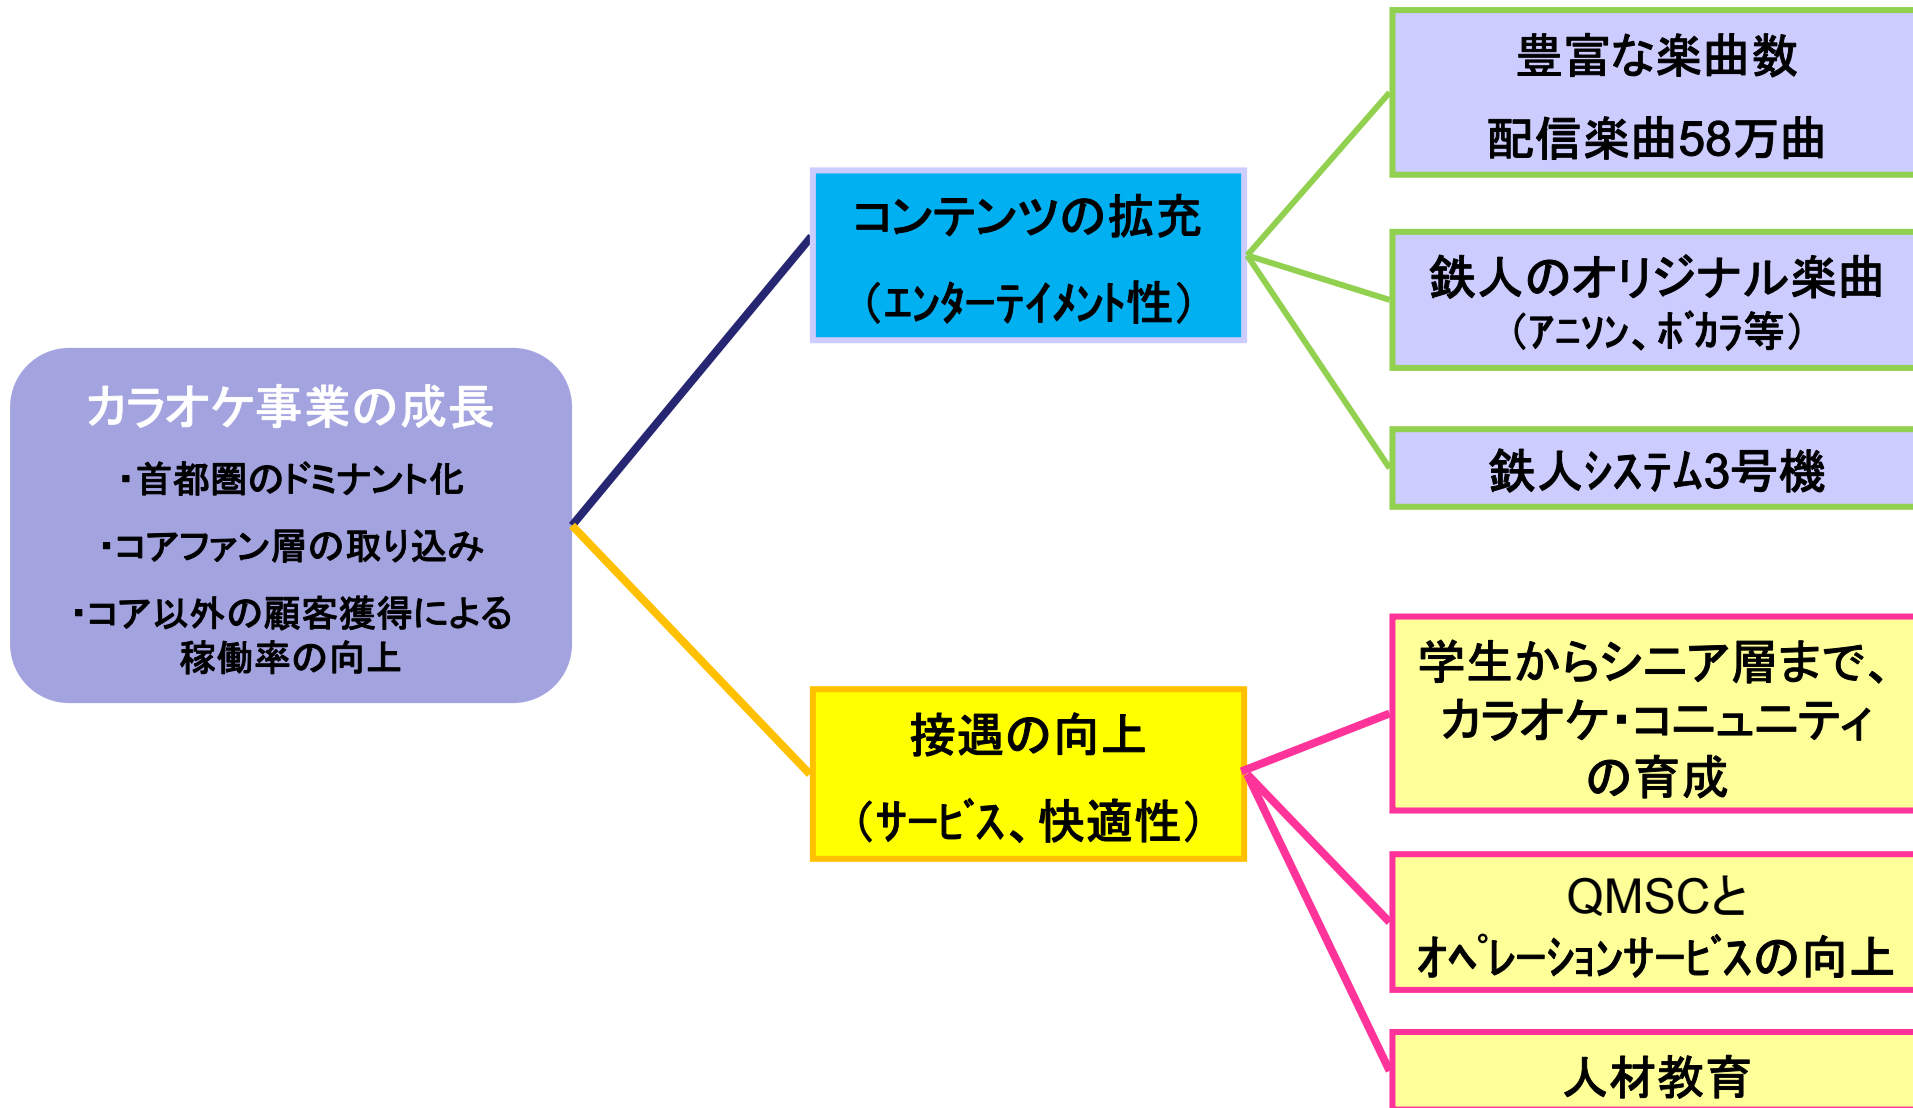 カラオケ事業の成長
・首都圏のドミナント化
・コアファン層の取り込み
・コア以外の顧客獲得による
稼働率の向上
コンテンツの拡充
（エンターテイメント性）
豊富な楽曲数
配信楽曲58万曲
鉄人のオリジナル楽曲
（アニソン、ボカラ等）
鉄人システム3号機
接遇の向上
（サービス、快適性）
学生からシニア層まで、
カラオケ・コニュニティ
の育成
QMSCと
オペレーションサービスの向上
人材教育